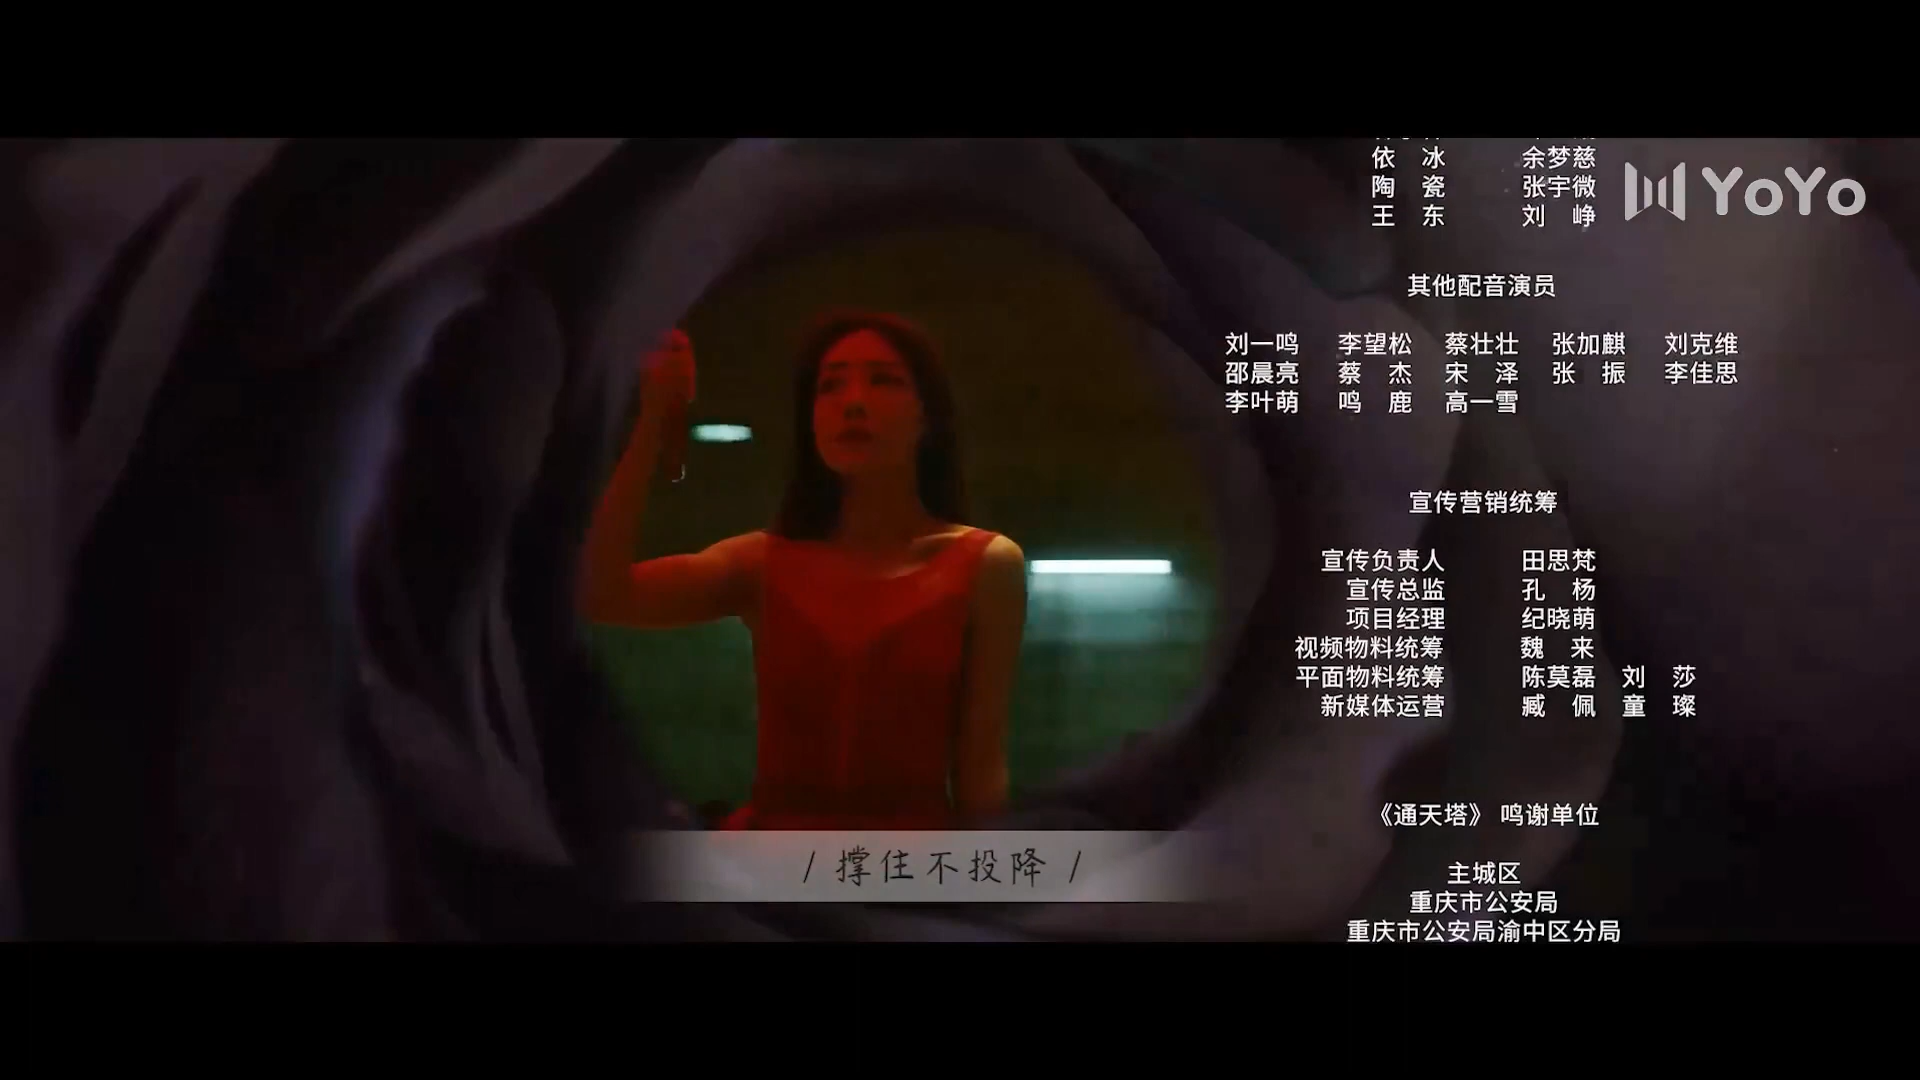 依 冰 余梦慈
陶 瓷 张宇微
王 东 刘 峥
YoYo
其他配音演员
刘一鸣 李望松 蔡壮壮 张加麒 刘克维
邵晨亮 蔡 杰 宋 泽 张 振 李佳思
李叶萌 鸣 鹿 高一雪
宣传营销统筹
宣传负责人 田思梵
宣传总监 孔 杨
项目经理 纪晓萌
视频物料统筹 魏 来
平面物料统筹 陈莫磊 刘 莎
新媒体运营 臧 佩 童 璨
《通天塔》 鸣谢单位
主城区
重庆市公安局
重庆市公安局渝中区分局
/ 撑住不投降 /